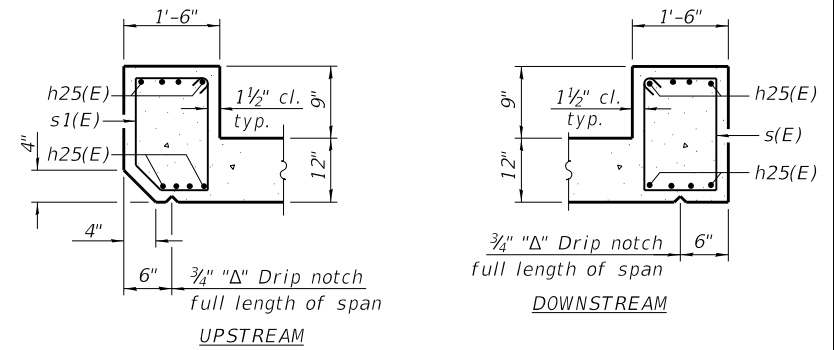 1'-6"
h25(E)
s1(E)
4"
h25(E)
1½" cl.
typ.
9"
12"
4"
6"
¾" "Δ" Drip notch
full length of span
UPSTREAM
1'-6"
9"
1½" cl.
typ.
12"
h25(E)
s(E)
h25(E)
¾" "Δ" Drip notch
full length of span
6"
DOWNSTREAM